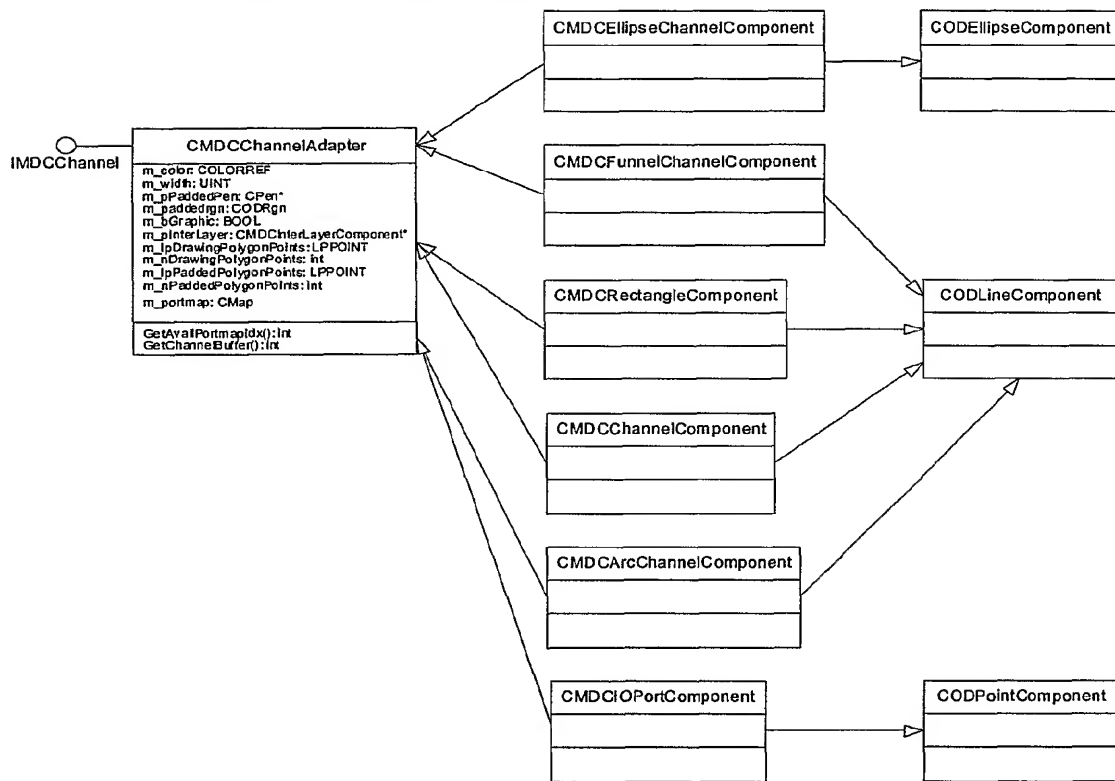 CMDCEllipseChannelComponent
CODEllipseComponent
IMDCChannel
CMDCChannelAdapter
m_color: COLORREF
m_width: UINT
m_pPaddedPen: CPen*
m_paddedrgn: CODRgn
m_bGraphic: BOOL
m_pInterLayer: CMDCInterLayerComponent*
m_lpDrawingPolygonPoints: LPPOINT
m_nDrawingPolygonPoints: int
m_lpPaddedPolygonPoints: LPPOINT
m_nPaddedPolygonPoints: int
m_portmap: CMap
GetAvailPortmapIdx(): int
GetChannelBuffer(): int
CMDCFunnelChannelComponent
CMDCRectangleComponent
CODLineComponent
CMDCChannelComponent
CMDCArcChannelComponent
CMDCIOPortComponent
CODPointComponent